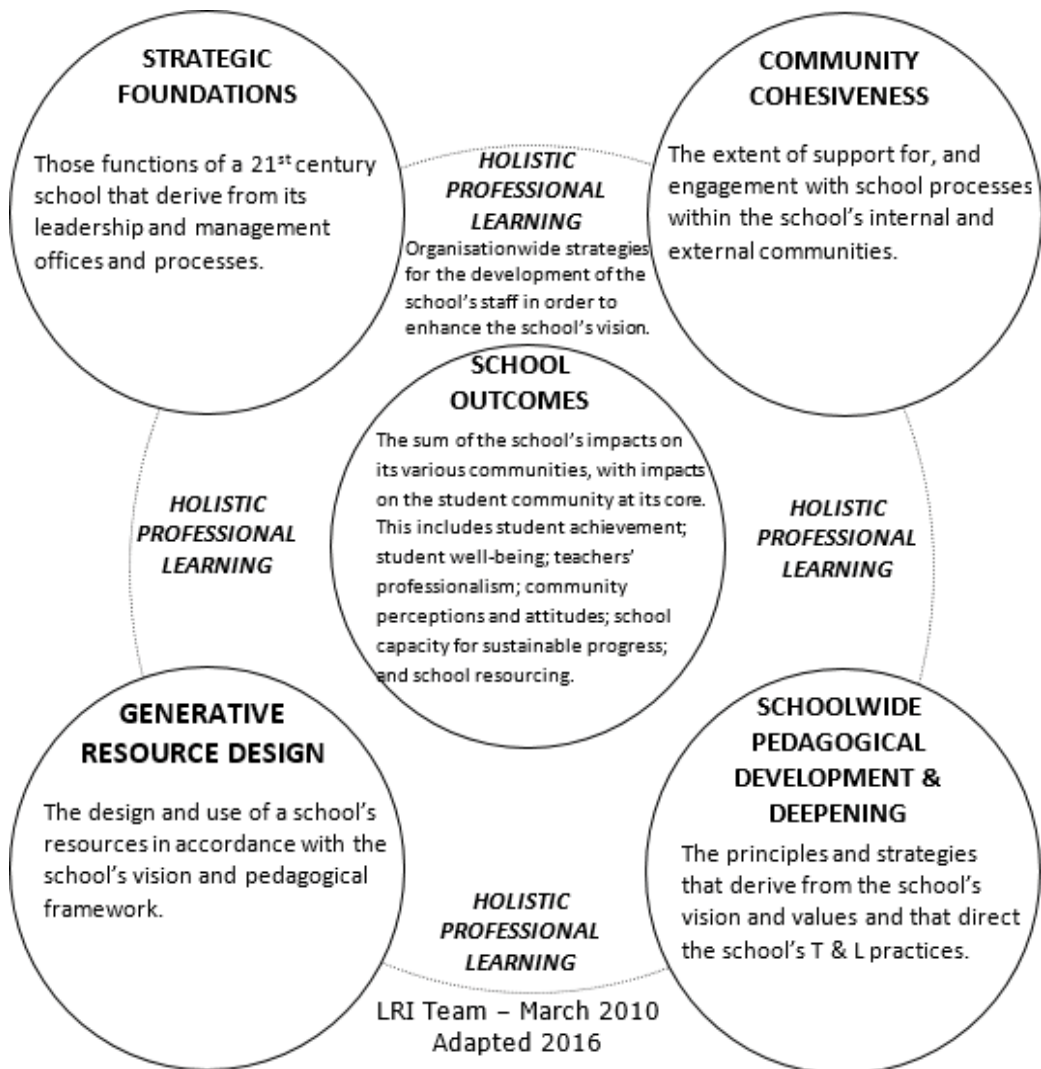 STRATEGIC
FOUNDATIONS
Those functions of a 21st century
school that derive from its
leadership and management
offices and processes.
HOLISTIC
PROFESSIONAL
LEARNING
Organisationwide strategies
for the development of the
school's staff in order to
enhance the school's vision.
COMMUNITY
COHESIVENESS
The extent of support for, and
engagement with school processes
within the school's internal and
external communities.
SCHOOL
OUTCOMES
The sum of the school's impacts on
its various communities, with impacts
on the student community at its core.
This includes student achievement;
student well-being; teachers'
professionalism; community
perceptions and attitudes; school
capacity for sustainable progress;
and school resourcing.
HOLISTIC
PROFESSIONAL
LEARNING
HOLISTIC
PROFESSIONAL
LEARNING
GENERATIVE
RESOURCE DESIGN
The design and use of a school's
resources in accordance with the
school's vision and pedagogical
framework.
HOLISTIC
PROFESSIONAL
LEARNING
SCHOOLWIDE
PEDAGOGICAL
DEVELOPMENT &
DEEPENING
The principles and strategies
that derive from the school's
vision and values and that direct
the school's T & L practices.
LRI Team – March 2010
Adapted 2016